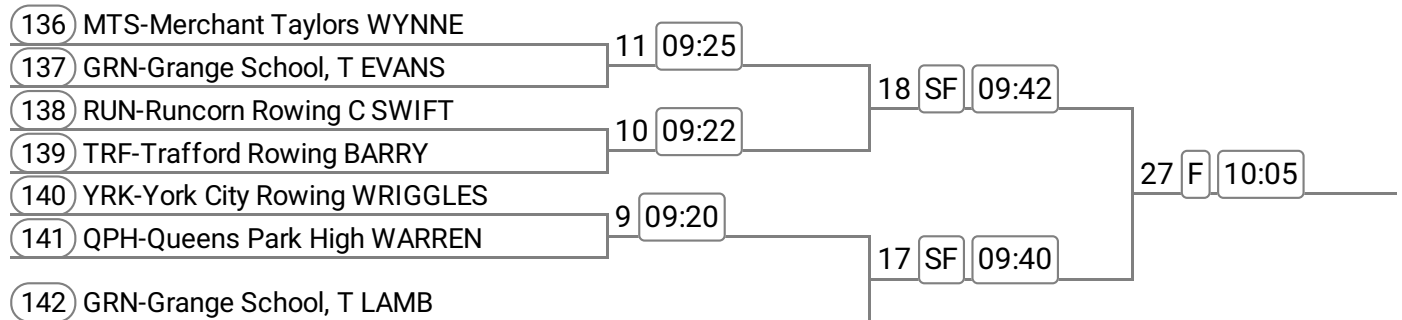 136 MTS-Merchant Taylors WYNNE
11 09:25
137 GRN-Grange School, T EVANS
18 SF 09:42
138 RUN-Runcorn Rowing C SWIFT
10 09:22
139 TRF-Trafford Rowing BARRY
27 F 10:05
140 YRK-York City Rowing WRIGGLES
9 09:20
141 QPH-Queens Park High WARREN
17 SF 09:40
142 GRN-Grange School, T LAMB